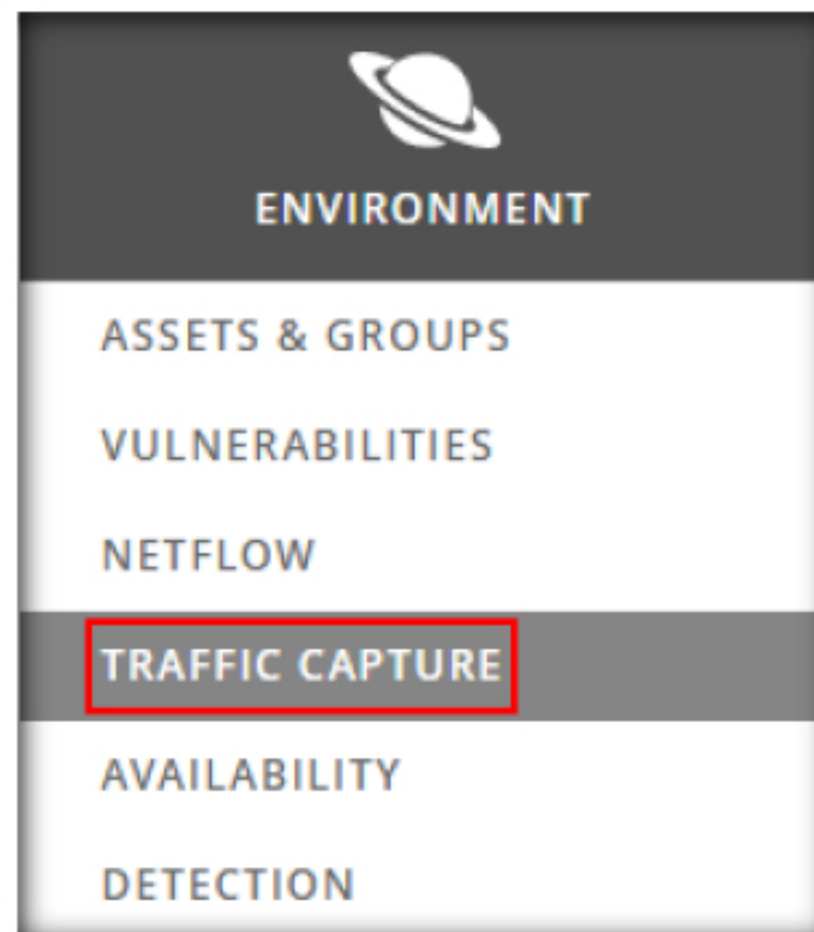 ENVIRONMENT
ASSETS & GROUPS
VULNERABILITIES
NETFLOW
TRAFFIC CAPTURE
AVAILABILITY
DETECTION